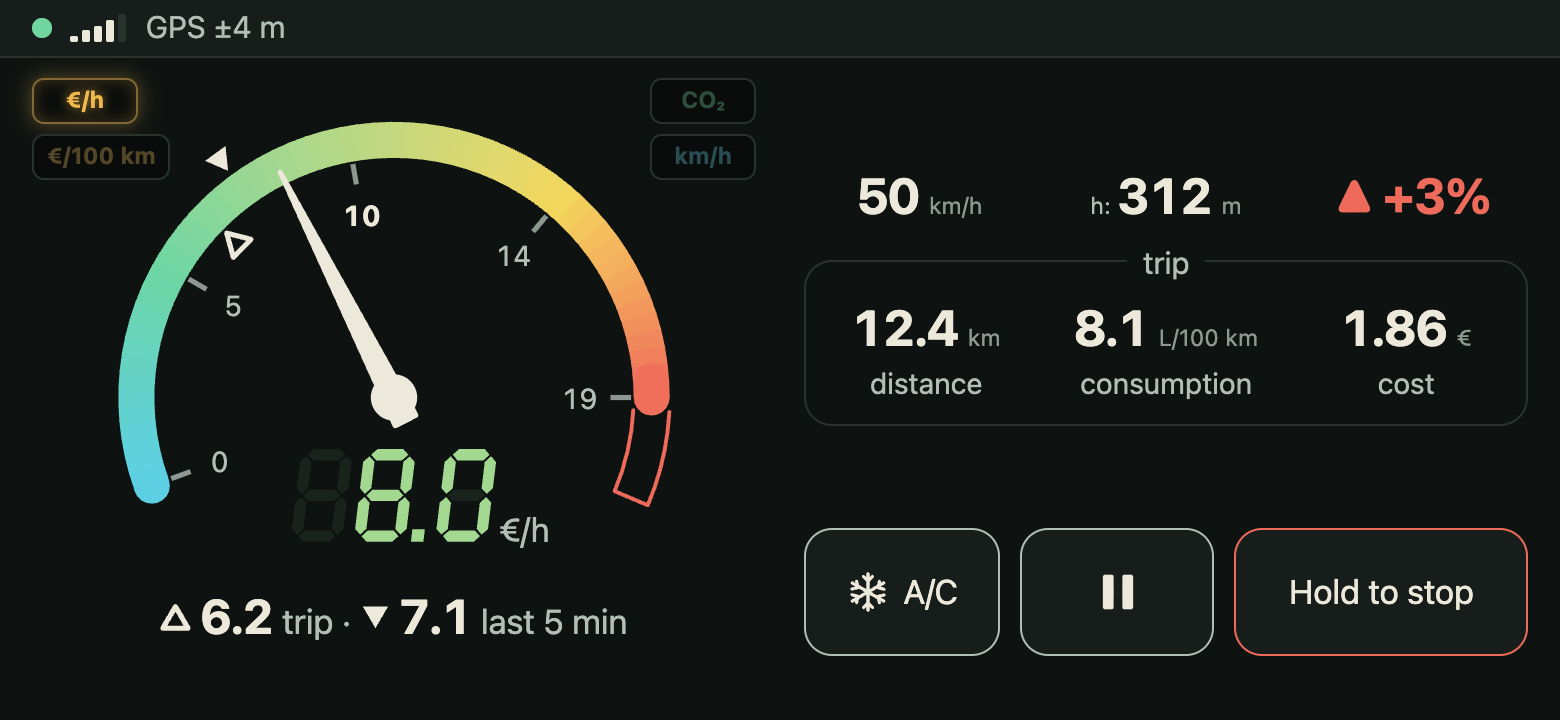 GPS ±4 m
€/h
€/100 km
CO₂
km/h
0
5
10
14
19
8.0 €/h
6.2 trip · 7.1 last 5 min
50 km/h
h: 312 m
+3%
trip
12.4 km
distance
8.1 L/100 km
consumption
1.86 €
cost
A/C
Hold to stop